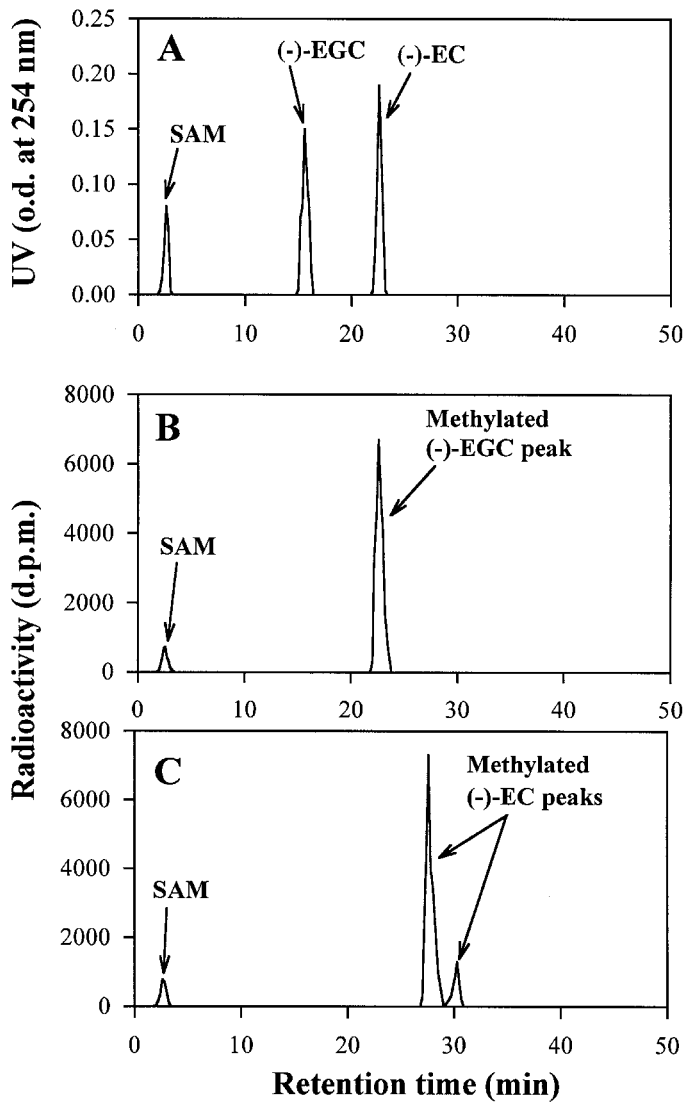 A
(-)-EGC
(-)-EC
SAM
UV (o.d. at 254 nm)
0.25
0.20
0.15
0.10
0.05
0.00
0 10 20 30 40 50
B
Methylated
(-)-EGC peak
SAM
Radioactivity (d.p.m.)
8000
6000
4000
2000
0
0 10 20 30 40 50
C
Methylated
(-)-EC peaks
SAM
8000
6000
4000
2000
0
0 10 20 30 40 50
Retention time (min)